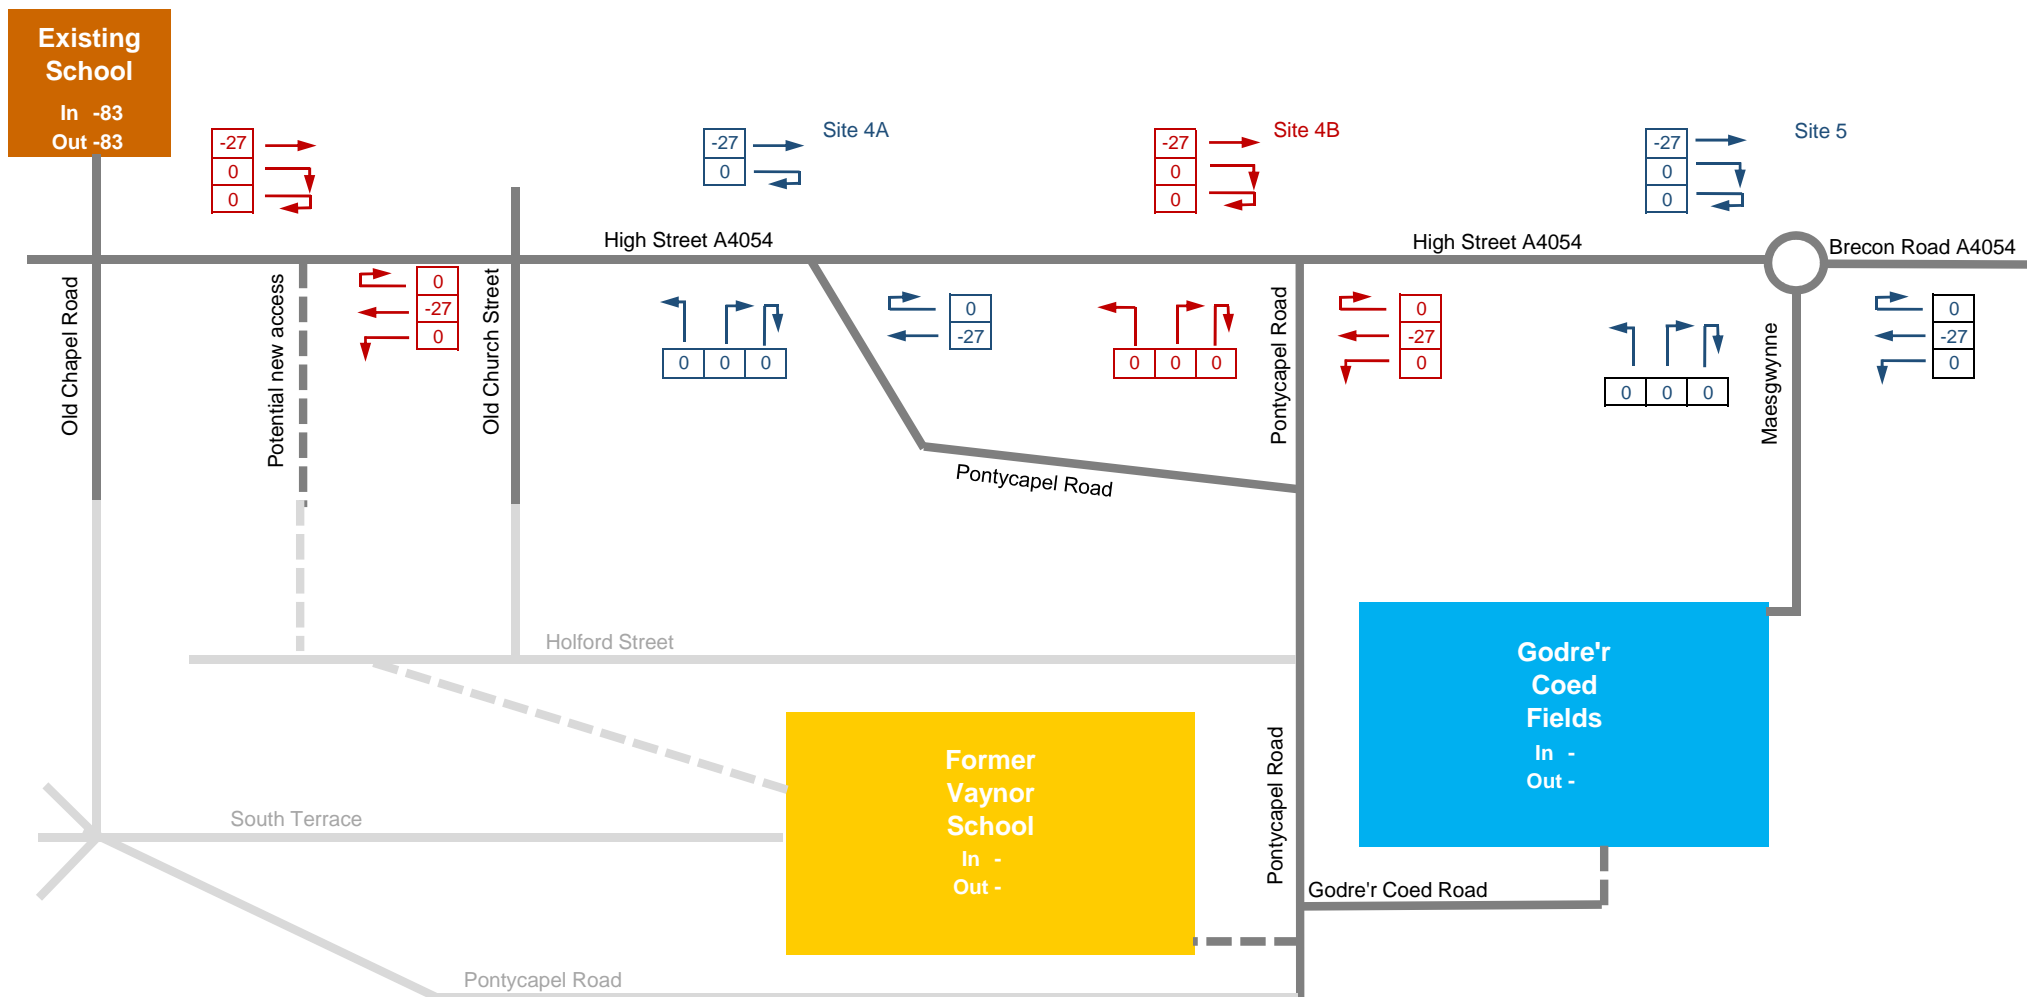 Existing
School
In -83
Out -83
-27
0
0
-27
0
Site 4A
-27
0
0
Site 4B
-27
0
0
Site 5
High Street A4054
High Street A4054
Brecon Road A4054
Old Chapel Road
Potential new access
0
-27
0
Old Church Street
0 0 0
0
-27
0 0 0
Pontycapel Road
0
-27
0
0 0 0
Maesgwynne
0
-27
0
Pontycapel Road
Holford Street
Godre'r
Coed
Fields
In -
Out -
Former
Vaynor
School
In -
Out -
Pontycapel Road
South Terrace
Godre'r Coed Road
Pontycapel Road